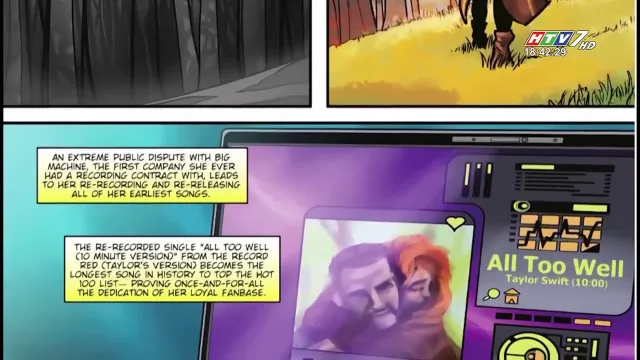 HTV7 HD
18:42:29
AN EXTREME PUBLIC DISPUTE WITH BIG
MACHINE, THE FIRST COMPANY SHE EVER
HAD A RECORDING CONTRACT WITH, LEADS
TO HER RE-RECORDING AND RE-RELEASING
ALL OF HER EARLIEST SONGS.
THE RE-RECORDED SINGLE "ALL TOO WELL
(10 MINUTE VERSION)" FROM THE RECORD
RED (TAYLOR'S VERSION) BECOMES THE
LONGEST SONG IN HISTORY TO TOP THE HOT
100 LIST— PROVING ONCE-AND-FOR-ALL
THE DEDICATION OF HER LOYAL FANBASE.
All Too Well
Taylor Swift (10:00)